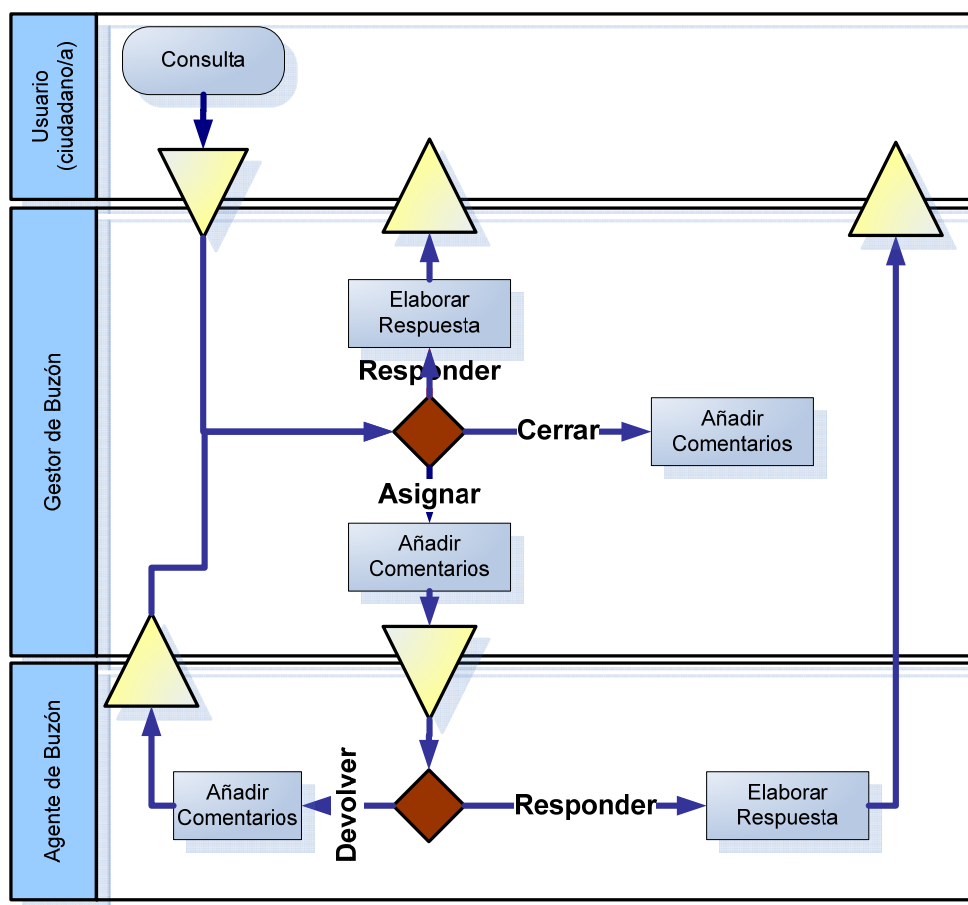 Usuario
(ciudadano/a)
Consulta
Gestor de Buzón
Elaborar
Respuesta
Responder
Cerrar
Añadir
Comentarios
Asignar
Añadir
Comentarios
Agente de Buzón
Añadir
Comentarios
Devolver
Responder
Elaborar
Respuesta